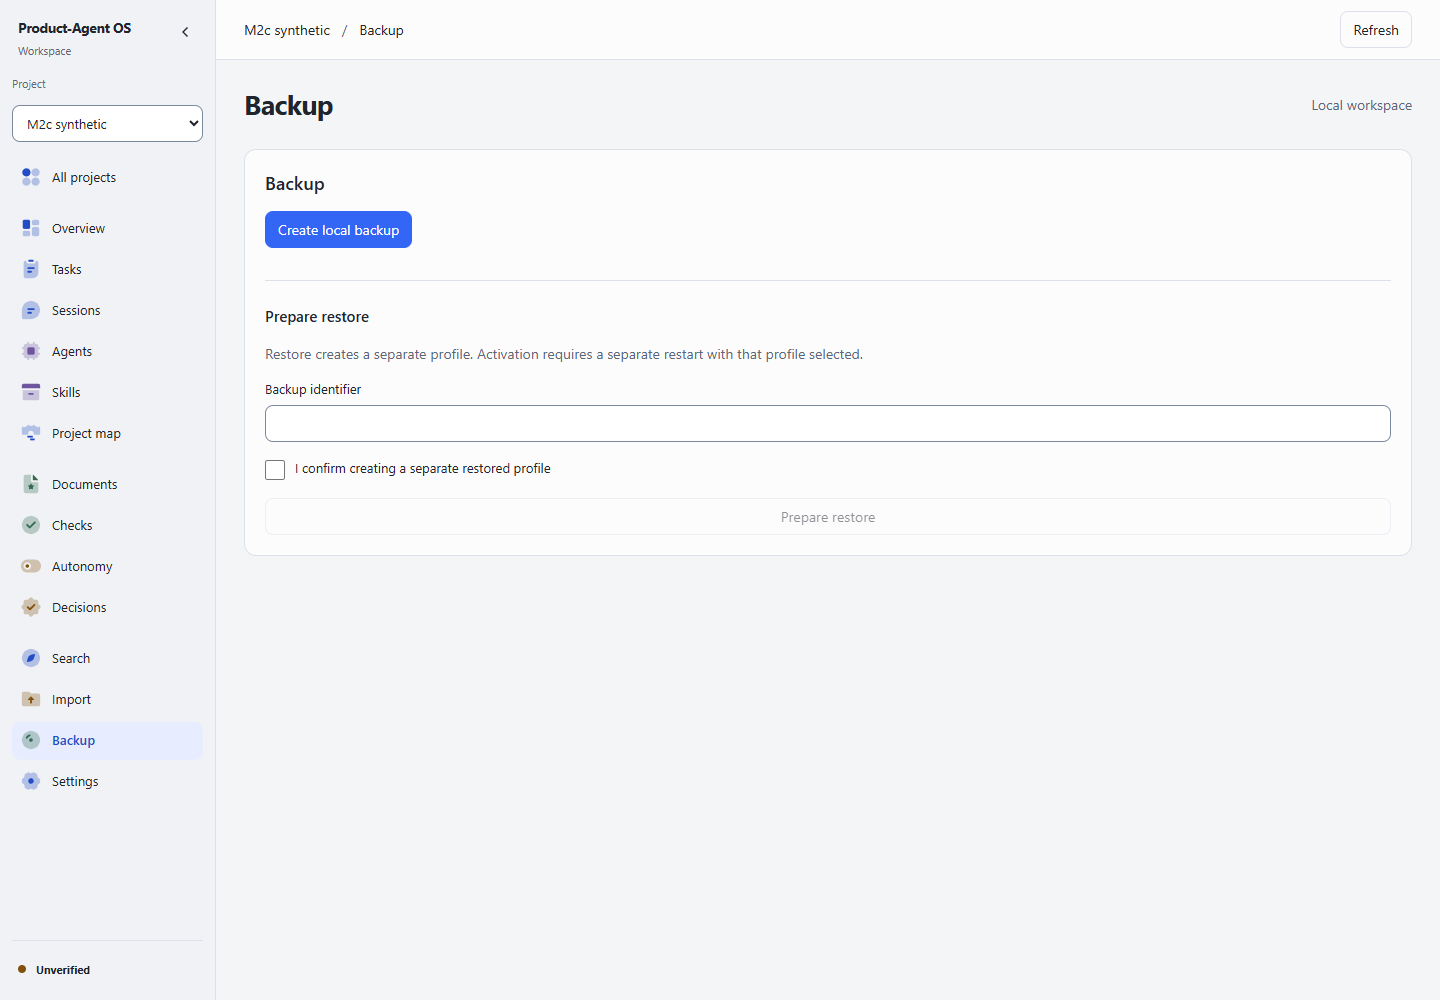 Product-Agent OS
Workspace
Project
M2c synthetic
All projects
Overview
Tasks
Sessions
Agents
Skills
Project map
Documents
Checks
Autonomy
Decisions
Search
Import
Backup
Settings
Unverified
M2c synthetic / Backup
Refresh
Backup
Local workspace
Backup
Create local backup
Prepare restore
Restore creates a separate profile. Activation requires a separate restart with that profile selected.
Backup identifier
I confirm creating a separate restored profile
Prepare restore